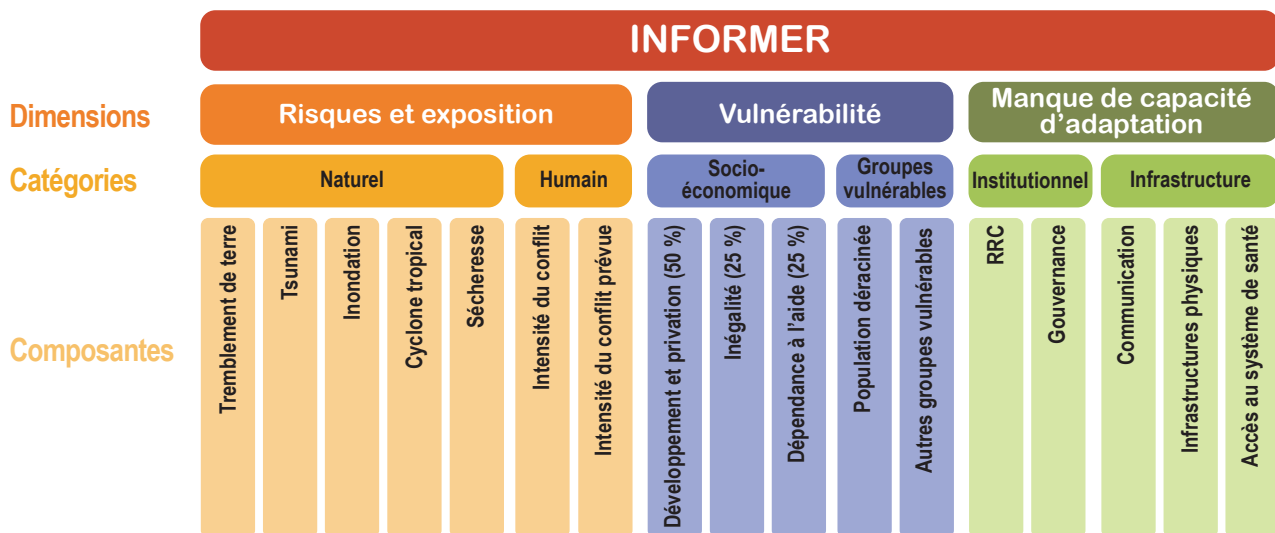 INFORMER
Dimensions
Risques et exposition
Vulnérabilité
Manque de capacité
d’adaptation
Catégories
Naturel
Humain
Socio-
économique
Groupes
vulnérables
Institutionnel
Infrastructure
Composantes
Tremblement de terre
Tsunami
Inondation
Cyclone tropical
Sécheresse
Intensité du conflit
Intensité du conflit prévue
Développement et privation (50 %)
Inégalité (25 %)
Dépendance à l’aide (25 %)
Population déracinée
Autres groupes vulnérables
RRC
Gouvernance
Communication
Infrastructures physiques
Accès au système de santé